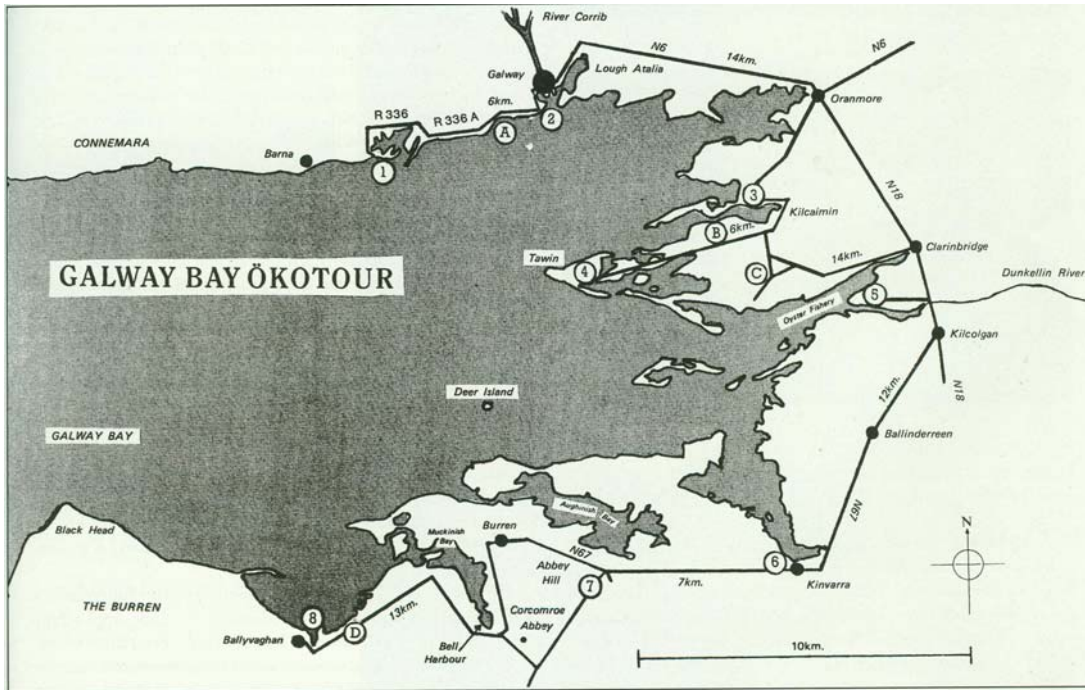 River Corrib
N6
14km.
N6
Galway
Lough Atalia
6km.
Oranmore
R 336
R 336 A
A
2
CONNEMARA
Barna
1
N18
3
Kilcaimin
6km.
B
Clarinbridge
Tawin
14km.
GALWAY BAY ÖKOTOUR
4
C
Dunkellin River
5
Oyster Fishery
Kilcolgan
12km.
N18
Deer Island
Ballinderreen
GALWAY BAY
N67
Aughinish Bay
Black Head
Muckinish
Bay
Burren
N67
Abbey
Hill
6
Kinvarra
7
7km.
N
THE BURREN
8
D
13km.
Corcomroe
Abbey
Ballyvaghan
Bell
Harbour
10km.